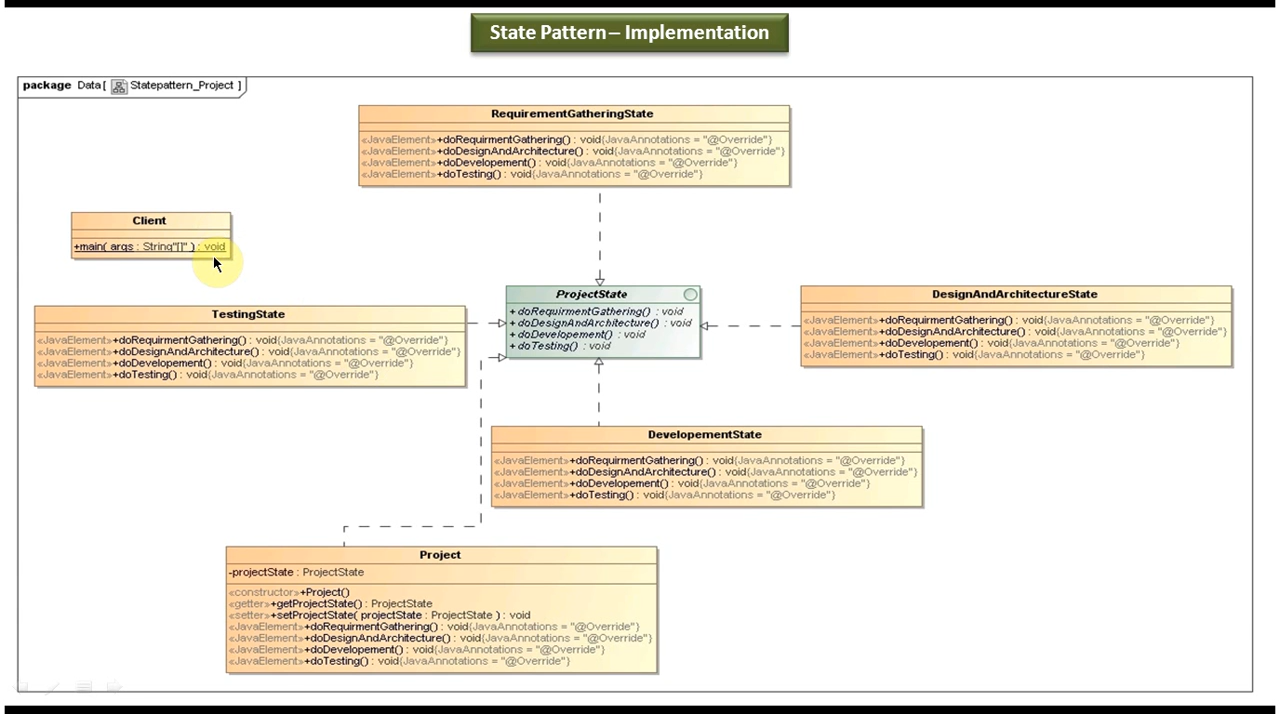 State Pattern – Implementation
package Data [ Statepattern_Project ]
RequirementGatheringState
«JavaElement»+doRequirmentGathering() : void{JavaAnnotations = "@Override"}
«JavaElement»+doDesignAndArchitecture() : void{JavaAnnotations = "@Override"}
«JavaElement»+doDevelopement() : void{JavaAnnotations = "@Override"}
«JavaElement»+doTesting() : void{JavaAnnotations = "@Override"}
Client
+main( args : String"[]" ) : void
ProjectState
+ doRequirmentGathering() : void
+ doDesignAndArchitecture() : void
+ doDevelopement() : void
+ doTesting() : void
DesignAndArchitectureState
«JavaElement»+doRequirmentGathering() : void{JavaAnnotations = "@Override"}
«JavaElement»+doDesignAndArchitecture() : void{JavaAnnotations = "@Override"}
«JavaElement»+doDevelopement() : void{JavaAnnotations = "@Override"}
«JavaElement»+doTesting() : void{JavaAnnotations = "@Override"}
TestingState
«JavaElement»+doRequirmentGathering() : void{JavaAnnotations = "@Override"}
«JavaElement»+doDesignAndArchitecture() : void{JavaAnnotations = "@Override"}
«JavaElement»+doDevelopement() : void{JavaAnnotations = "@Override"}
«JavaElement»+doTesting() : void{JavaAnnotations = "@Override"}
DevelopementState
«JavaElement»+doRequirmentGathering() : void{JavaAnnotations = "@Override"}
«JavaElement»+doDesignAndArchitecture() : void{JavaAnnotations = "@Override"}
«JavaElement»+doDevelopement() : void{JavaAnnotations = "@Override"}
«JavaElement»+doTesting() : void{JavaAnnotations = "@Override"}
Project
-projectState : ProjectState
«constructor»+Project()
«getter»+getProjectState() : ProjectState
«setter»+setProjectState( projectState : ProjectState ) : void
«JavaElement»+doRequirmentGathering() : void{JavaAnnotations = "@Override"}
«JavaElement»+doDesignAndArchitecture() : void{JavaAnnotations = "@Override"}
«JavaElement»+doDevelopement() : void{JavaAnnotations = "@Override"}
«JavaElement»+doTesting() : void{JavaAnnotations = "@Override"}